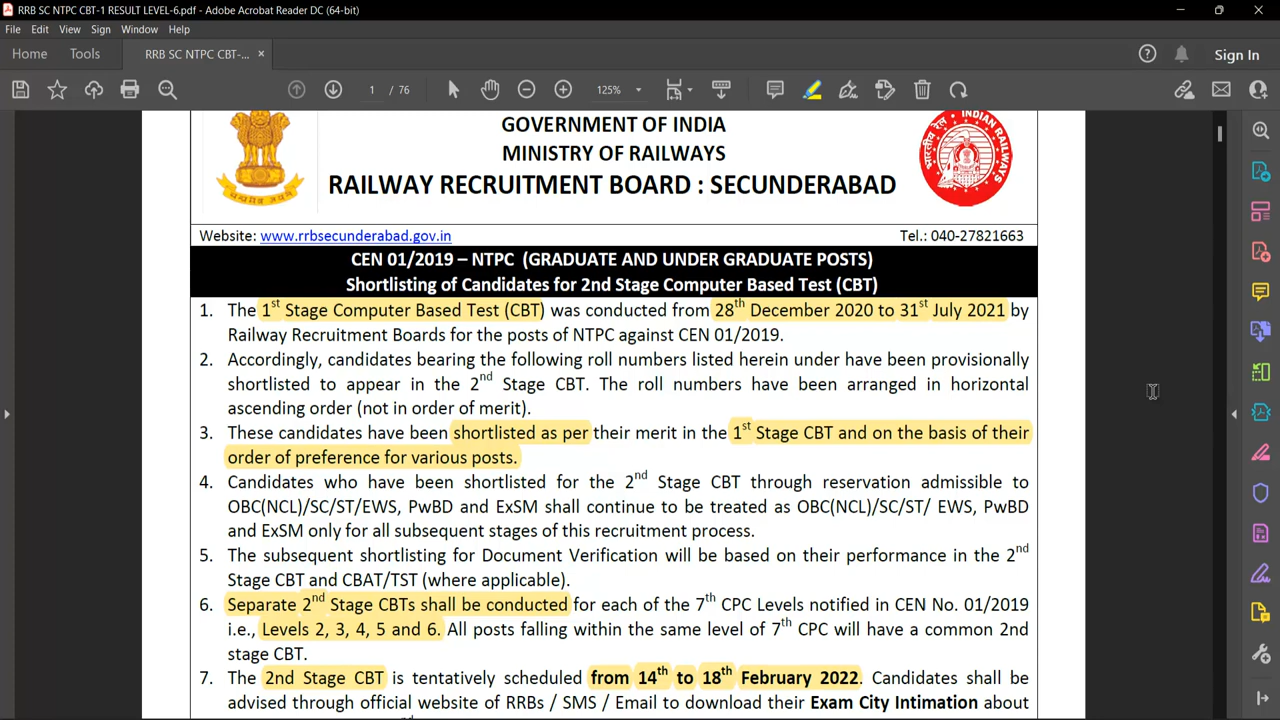 RRB SC NTPC CBT-1 RESULT LEVEL-6.pdf - Adobe Acrobat Reader DC (64-bit)
File Edit View Sign Window Help
Home Tools RRB SC NTPC CBT-... × Sign In
1 / 76 125%
GOVERNMENT OF INDIA
MINISTRY OF RAILWAYS
RAILWAY RECRUITMENT BOARD : SECUNDERABAD
भारतीय रेल INDIAN RAILWAYS
Website: www.rrbsecunderabad.gov.in Tel.: 040-27821663
CEN 01/2019 – NTPC (GRADUATE AND UNDER GRADUATE POSTS)
Shortlisting of Candidates for 2nd Stage Computer Based Test (CBT)
1. The 1st Stage Computer Based Test (CBT) was conducted from 28th December 2020 to 31st July 2021 by
Railway Recruitment Boards for the posts of NTPC against CEN 01/2019.
2. Accordingly, candidates bearing the following roll numbers listed herein under have been provisionally
shortlisted to appear in the 2nd Stage CBT. The roll numbers have been arranged in horizontal
ascending order (not in order of merit).
3. These candidates have been shortlisted as per their merit in the 1st Stage CBT and on the basis of their
order of preference for various posts.
4. Candidates who have been shortlisted for the 2nd Stage CBT through reservation admissible to
OBC(NCL)/SC/ST/EWS, PwBD and ExSM shall continue to be treated as OBC(NCL)/SC/ST/ EWS, PwBD
and ExSM only for all subsequent stages of this recruitment process.
5. The subsequent shortlisting for Document Verification will be based on their performance in the 2nd
Stage CBT and CBAT/TST (where applicable).
6. Separate 2nd Stage CBTs shall be conducted for each of the 7th CPC Levels notified in CEN No. 01/2019
i.e., Levels 2, 3, 4, 5 and 6. All posts falling within the same level of 7th CPC will have a common 2nd
stage CBT.
7. The 2nd Stage CBT is tentatively scheduled from 14th to 18th February 2022. Candidates shall be
advised through official website of RRBs / SMS / Email to download their Exam City Intimation about